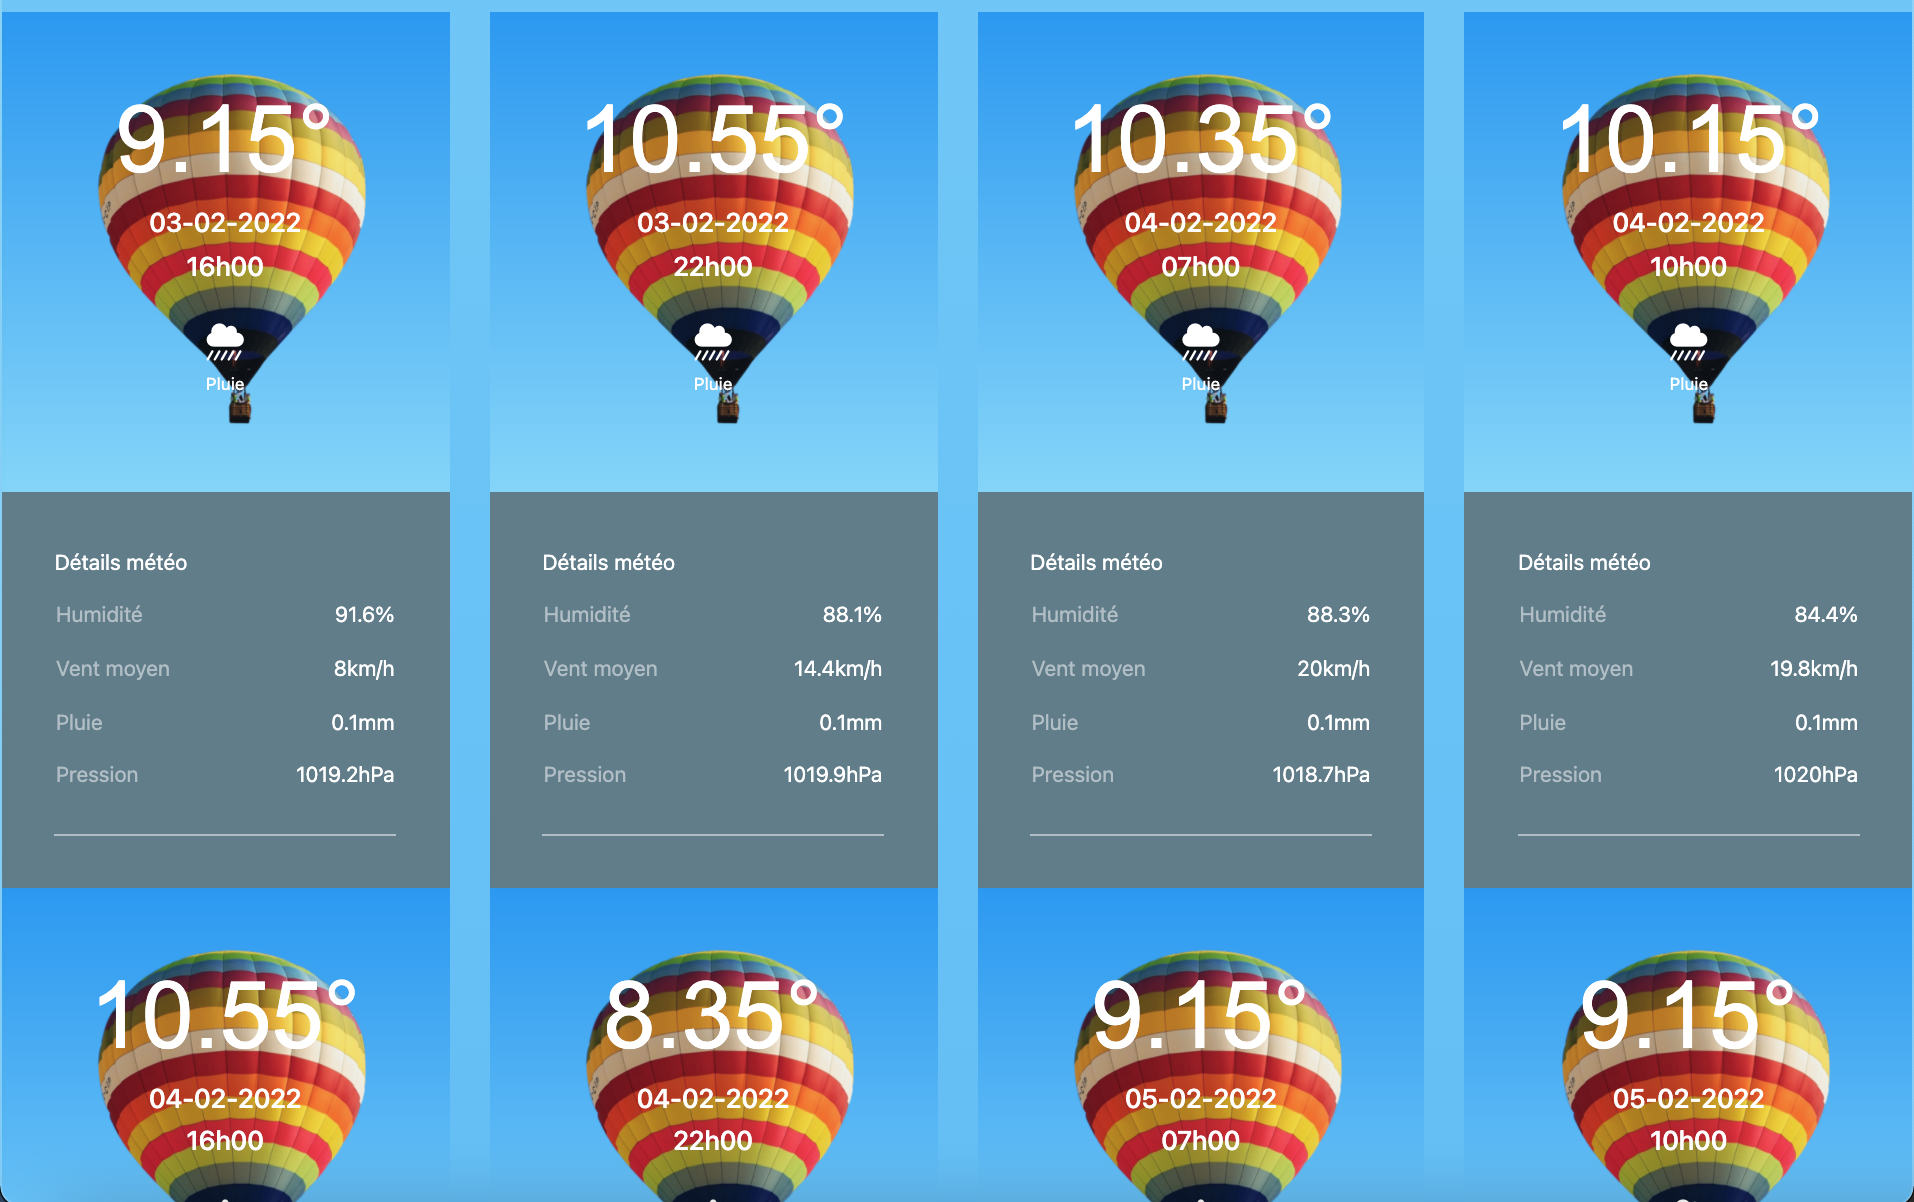 9.15°
03-02-2022
16h00
Pluie
Détails météo
Humidité 91.6%
Vent moyen 8km/h
Pluie 0.1mm
Pression 1019.2hPa
10.55°
03-02-2022
22h00
Pluie
Détails météo
Humidité 88.1%
Vent moyen 14.4km/h
Pluie 0.1mm
Pression 1019.9hPa
10.35°
04-02-2022
07h00
Pluie
Détails météo
Humidité 88.3%
Vent moyen 20km/h
Pluie 0.1mm
Pression 1018.7hPa
10.15°
04-02-2022
10h00
Pluie
Détails météo
Humidité 84.4%
Vent moyen 19.8km/h
Pluie 0.1mm
Pression 1020hPa
10.55°
04-02-2022
16h00
8.35°
04-02-2022
22h00
9.15°
05-02-2022
07h00
9.15°
05-02-2022
10h00